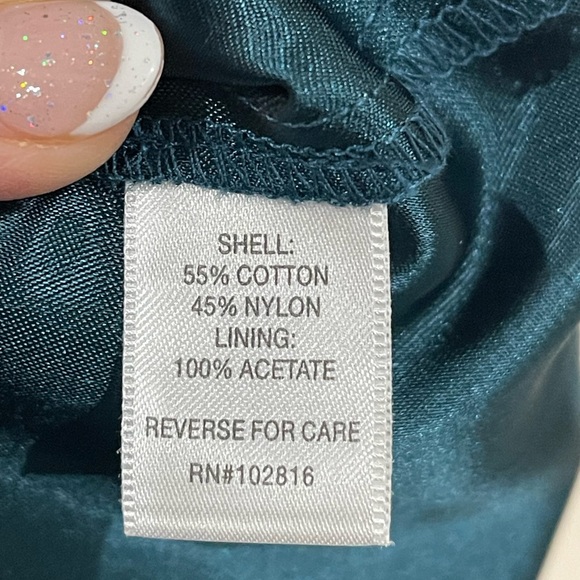 SHELL:
55% COTTON
45% NYLON
LINING:
100% ACETATE
REVERSE FOR CARE
RN#102816